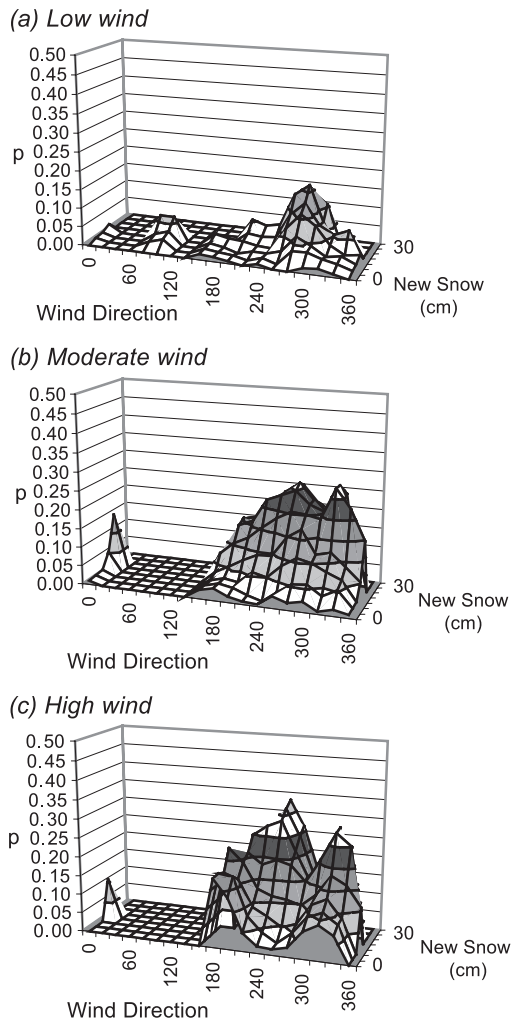 (a) Low wind
0.50
0.45
0.40
0.35
0.30
p 0.25
0.20
0.15
0.10
0.05
0.00
0 60 120 180 240 300 360
30
0
New Snow
(cm)
Wind Direction
(b) Moderate wind
0.50
0.45
0.40
0.35
0.30
p 0.25
0.20
0.15
0.10
0.05
0.00
0 60 120 180 240 300 360
30
0
New Snow
(cm)
Wind Direction
(c) High wind
0.50
0.45
0.40
0.35
0.30
p 0.25
0.20
0.15
0.10
0.05
0.00
0 60 120 180 240 300 360
30
0
New Snow
(cm)
Wind Direction